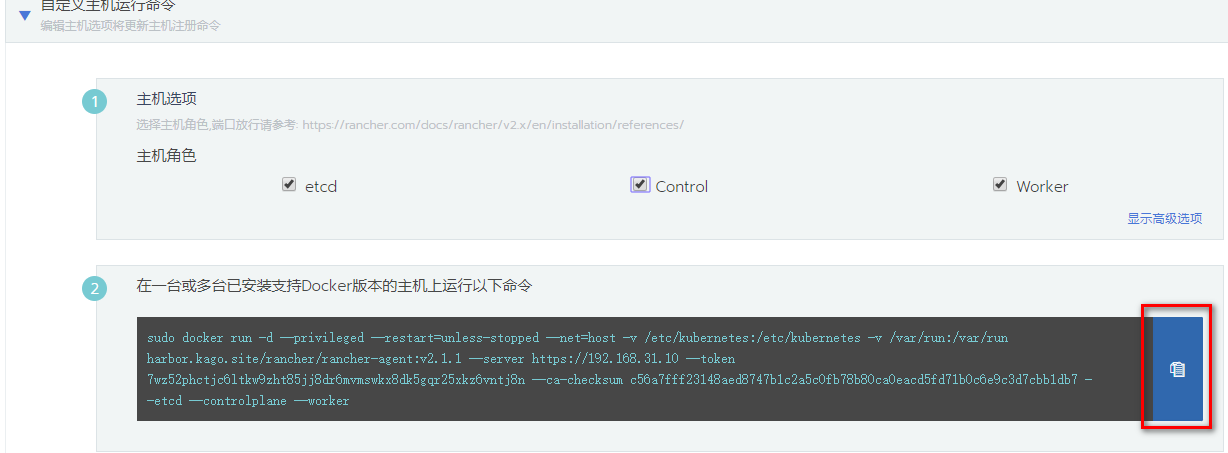 自定义主机运行命令
编辑主机选项将更新主机注册命令
1
主机选项
选择主机角色,端口放行请参考: https://rancher.com/docs/rancher/v2.x/en/installation/references/
主机角色
etcd Control Worker
显示高级选项
2
在一台或多台已安装支持Docker版本的主机上运行以下命令
sudo docker run -d --privileged --restart=unless-stopped --net=host -v /etc/kubernetes:/etc/kubernetes -v /var/run:/var/run
harbor.kago.site/rancher/rancher-agent:v2.1.1 --server https://192.168.31.10 --token
7wz52phctjc6ltkw9zht85jj8dr6mvmswkx8dk5gqr25xkz6vntj8n --ca-checksum c56a7fff23148aed8747b1c2a5c0fb78b80ca0eacd5fd71b0c6e9c3d7cbb1db7 -
-etcd --controlplane --worker